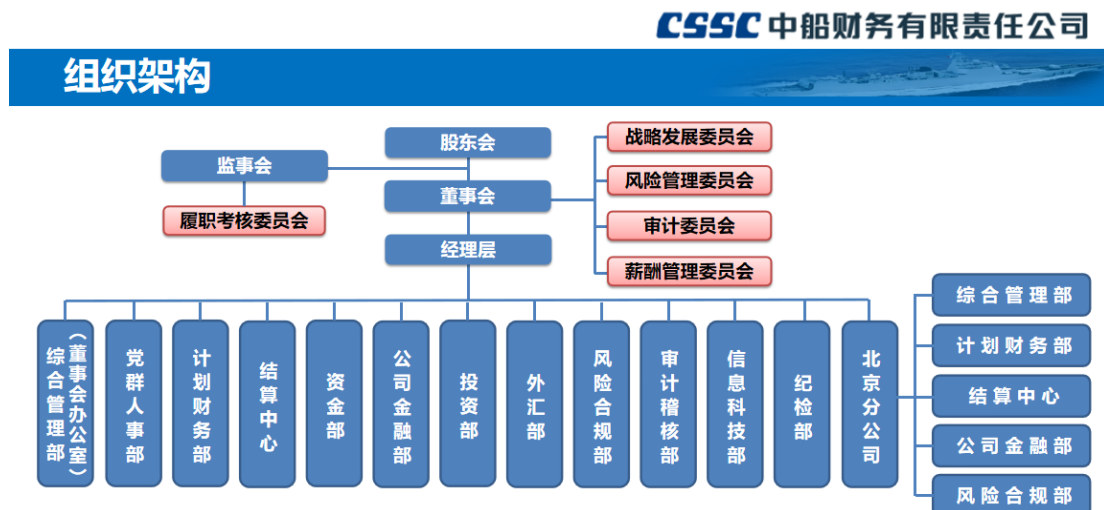 CSSC 中船财务有限责任公司
组织架构
股东会
监事会
董事会
履职考核委员会
经理层
战略发展委员会
风险管理委员会
审计委员会
薪酬管理委员会
综合管理部
（董事会办公室）
党群人事部
计划财务部
结算中心
资金部
公司金融部
投资部
外汇部
风险合规部
审计稽核部
信息科技部
纪检部
北京分公司
综合管理部
计划财务部
结算中心
公司金融部
风险合规部